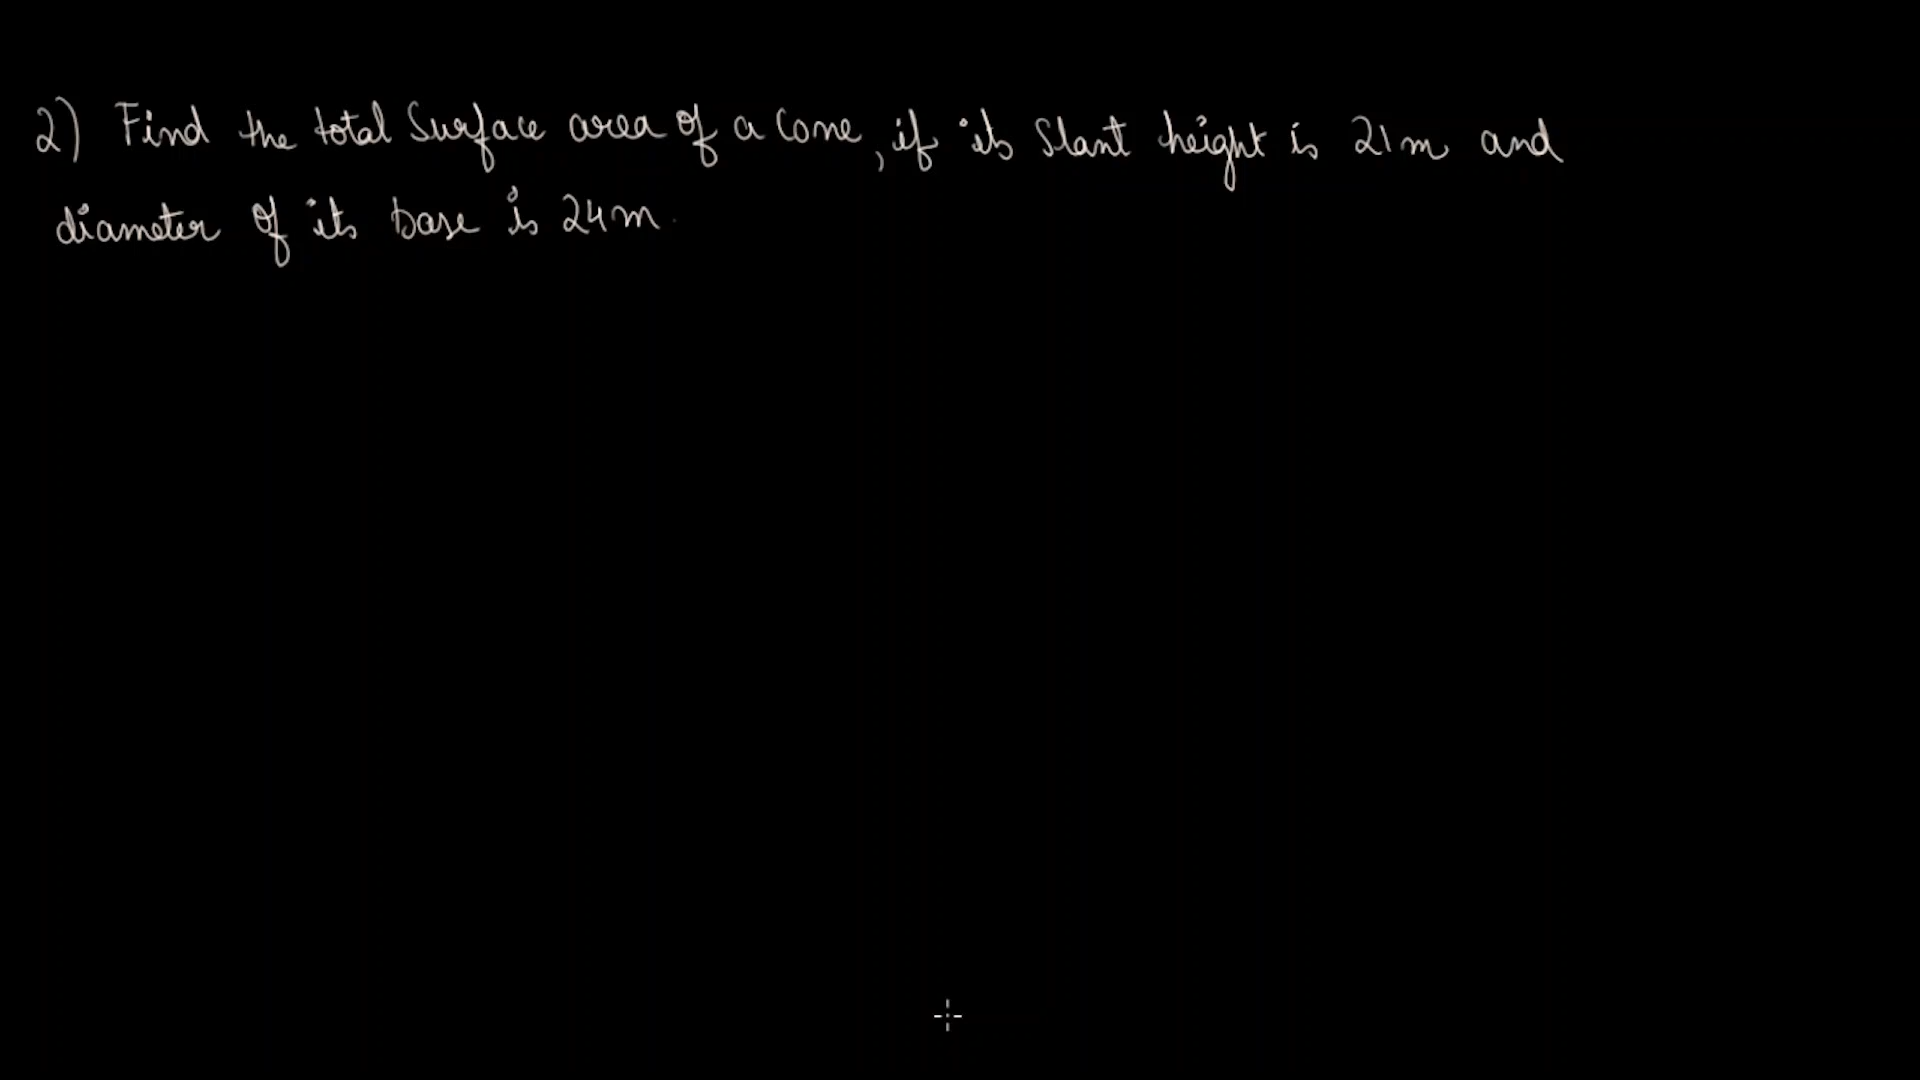 2) Find the total Surface area of a Cone, if its Slant height is 21m and
diameter of its base is 24m.